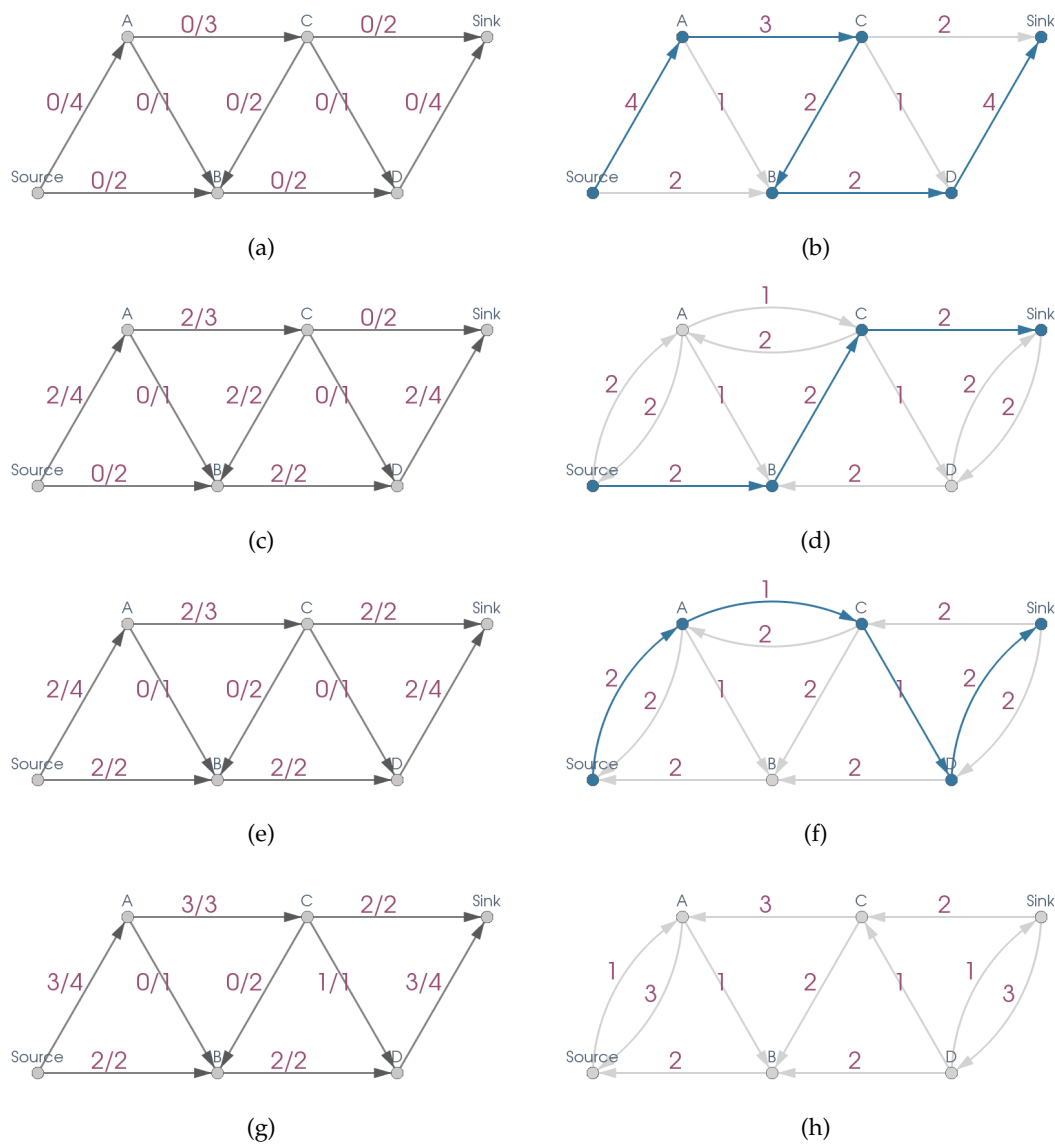 A C Sink A C Sink
0/3 0/2 3 2
0/4 0/1 0/2 0/1 0/4 4 1 2 1 4
Source B D Source B D
0/2 0/2 2 2
(a) (b)
1
A C Sink A C Sink
2/3 0/2 2 2
2/4 0/1 2/2 0/1 2/4 2 2 1 2 1 2 2
Source B D Source B D
0/2 2/2 2 2
(c) (d)
1
A C Sink A C Sink
2/3 2/2 2 2
2/4 0/1 0/2 0/1 2/4 2 2 1 2 1 2 2
Source B D Source B D
2/2 2/2 2 2
(e) (f)
A C Sink A C Sink
3/3 2/2 3 2
3/4 0/1 0/2 1/1 3/4 1 3 1 2 1 1 3
Source B D Source B D
2/2 2/2 2 2
(g) (h)